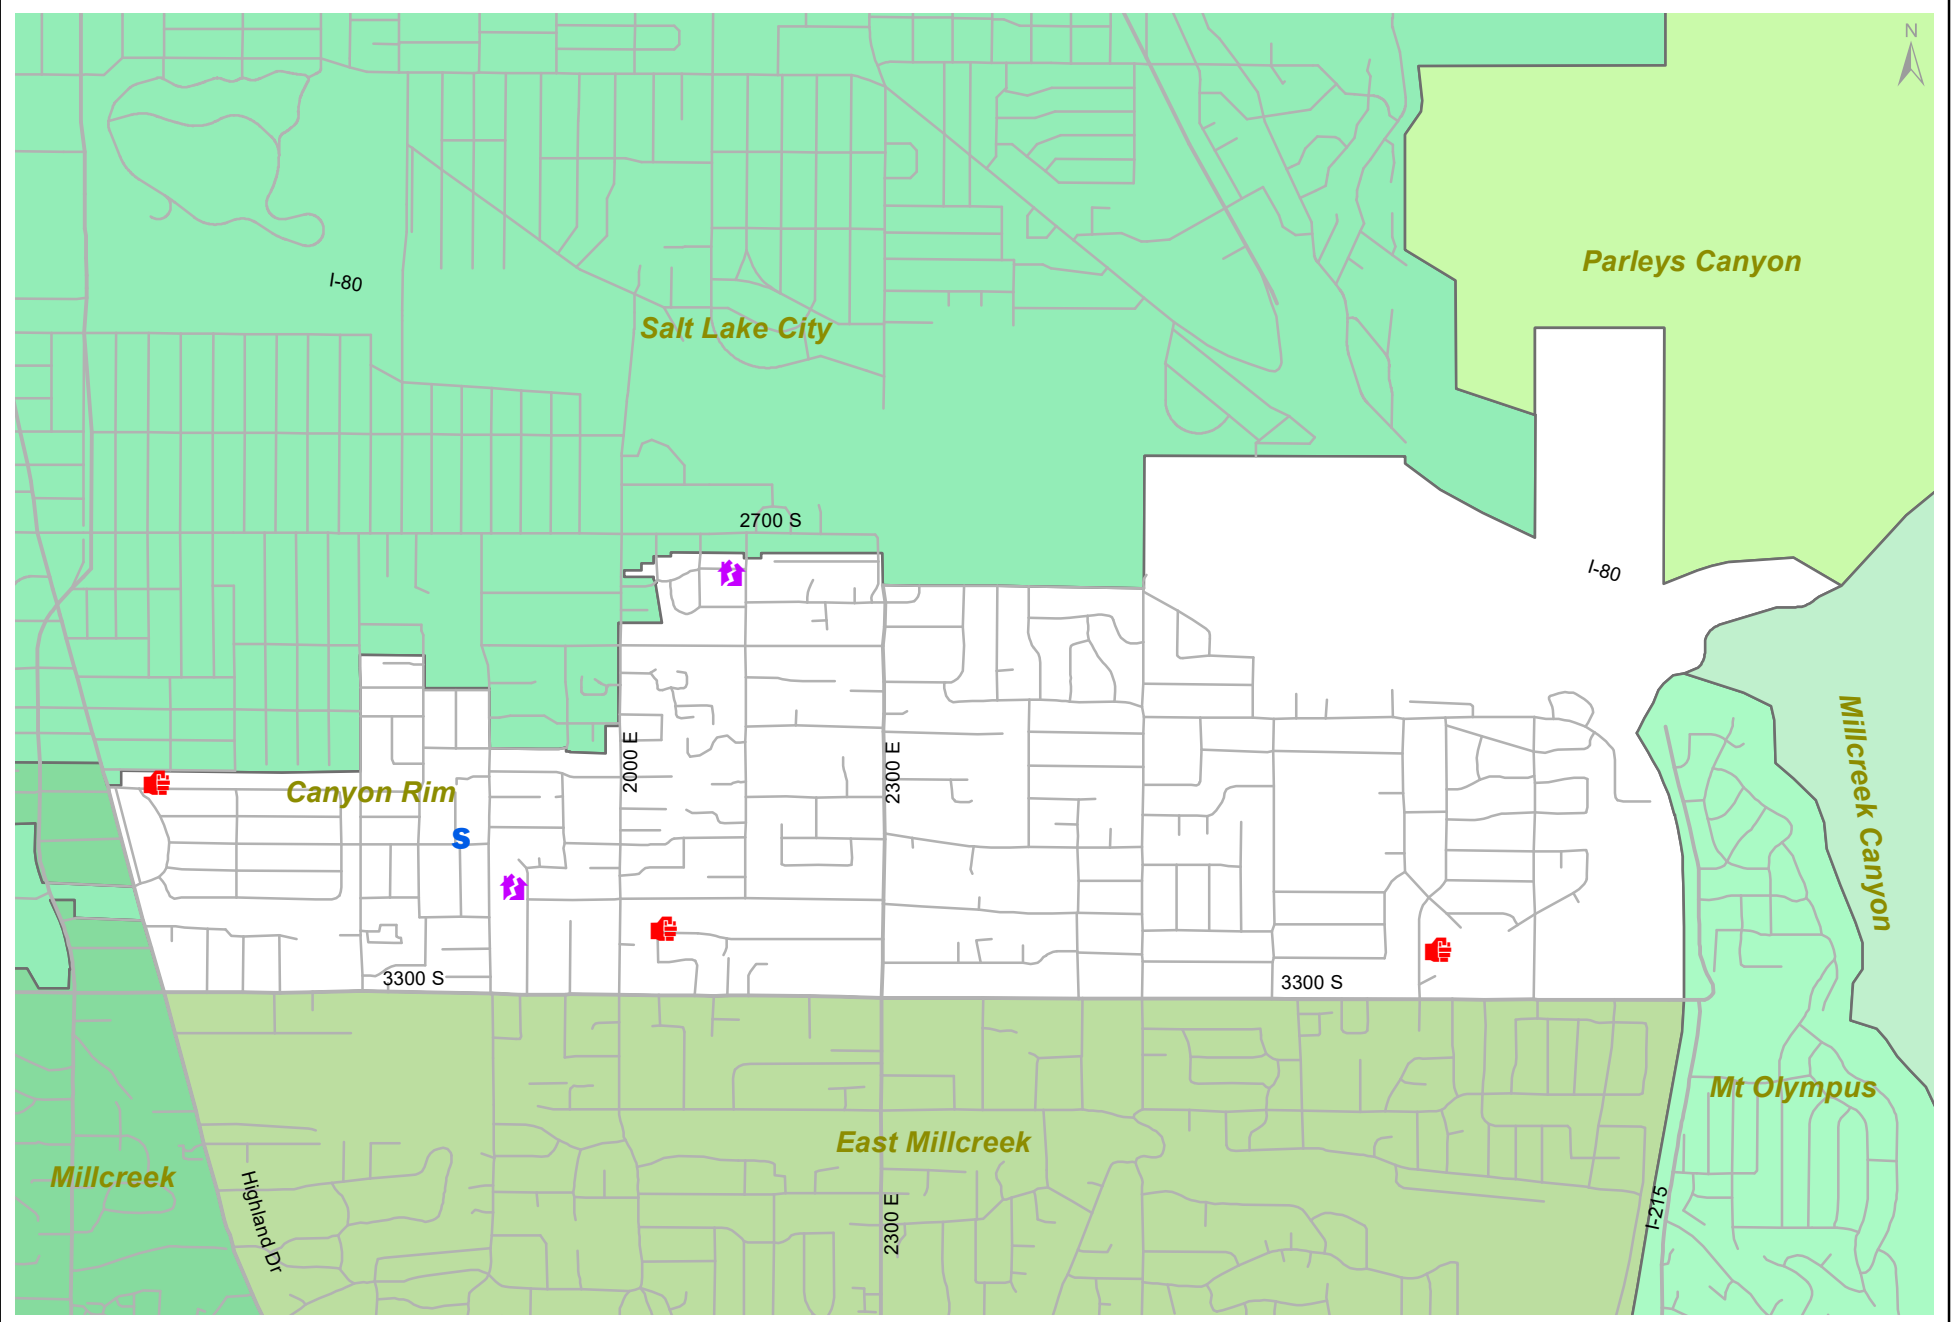 N
Parleys Canyon
I-80
Salt Lake City
2700 S
I-80
Millcreek Canyon
2000 E
2300 E
Canyon Rim
S
3300 S
3300 S
Mt Olympus
East Millcreek
Millcreek
Highland Dr
2300 E
I-215